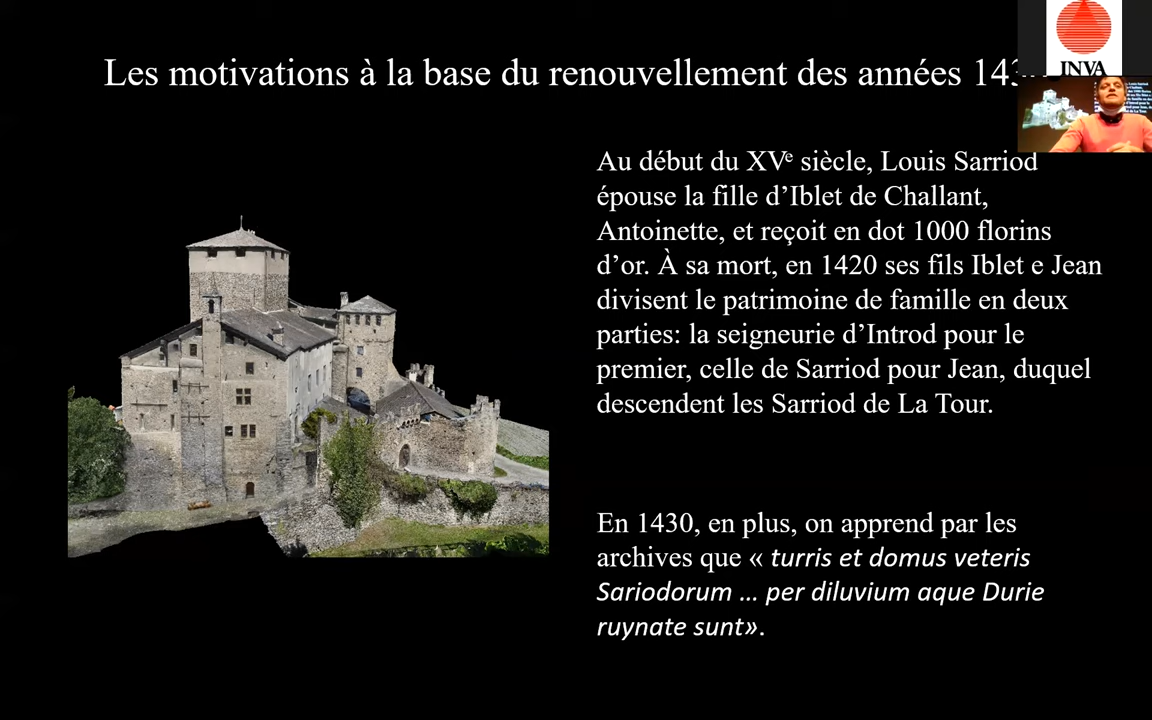 Les motivations à la base du renouvellement des années 143
INVA
Au début du XVe siècle, Louis Sarriod
épouse la fille d’Iblet de Challant,
Antoinette, et reçoit en dot 1000 florins
d’or. À sa mort, en 1420 ses fils Iblet e Jean
divisent le patrimoine de famille en deux
parties: la seigneurie d’Introd pour le
premier, celle de Sarriod pour Jean, duquel
descendent les Sarriod de La Tour.
En 1430, en plus, on apprend par les
archives que « turris et domus veteris
Sariodorum ... per diluvium aque Durie
ruynate sunt».